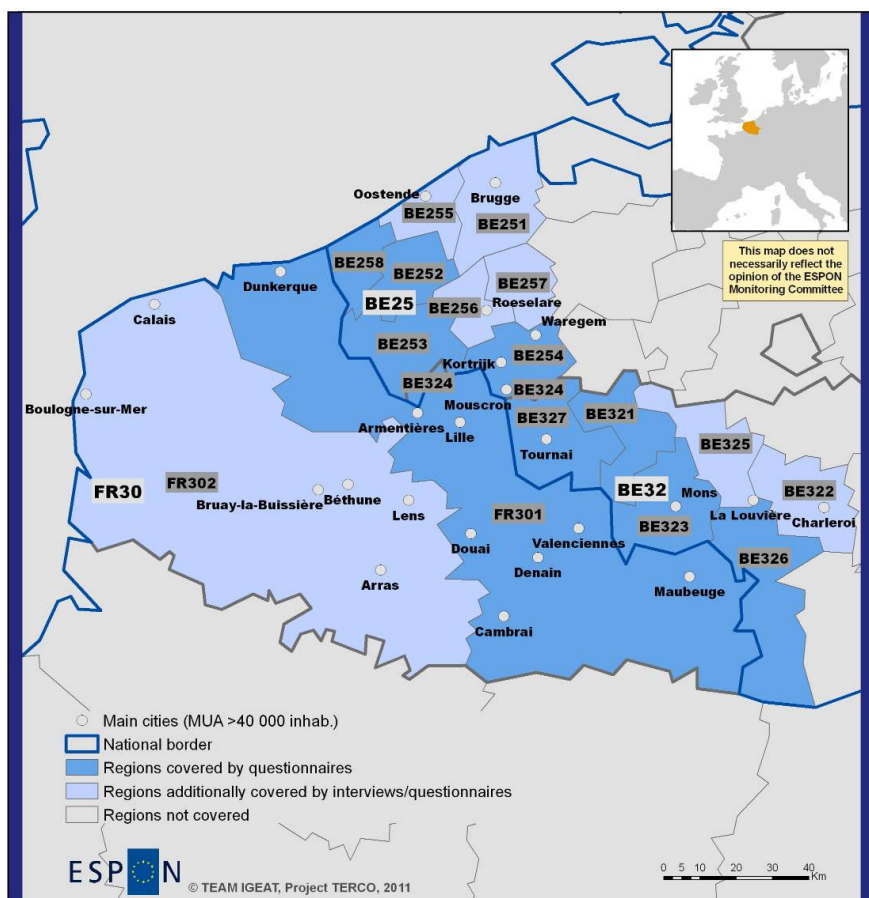 This map does not
necessarily reflect the
opinion of the ESPON
Monitoring Committee
Oostende
Brugge
BE255
BE251
BE258
BE252
Dunkerque
BE257
BE25
BE256
Roeselare
Calais
Waregem
BE253
BE254
Kortrijk
BE324
BE324
Boulogne-sur-Mer
Mouscron
BE321
Armentières
BE327
Lille
BE325
Tournai
BE32
FR30
FR302
Béthune
Mons
BE322
Bruay-la-Buissière
Lens
La Louvière
Charleroi
FR301
BE323
Douai
Valenciennes
BE326
Denain
Arras
Maubeuge
Cambrai
Main cities (MUA >40 000 inhab.)
National border
Regions covered by questionnaires
Regions additionally covered by interviews/questionnaires
Regions not covered
ESPON
© TEAM IGEAT, Project TERCO, 2011
0 5 10 20 30 40
Km